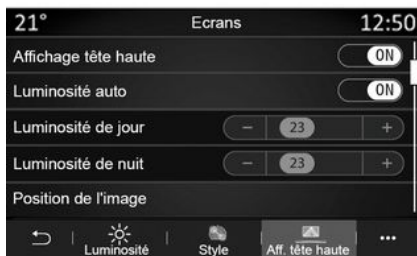 21° Ecrans 12:50
Affichage tête haute ON
Luminosité auto ON
Luminosité de jour − 23 +
Luminosité de nuit − 23 +
Position de l'image
Luminosité Style Aff. tête haute